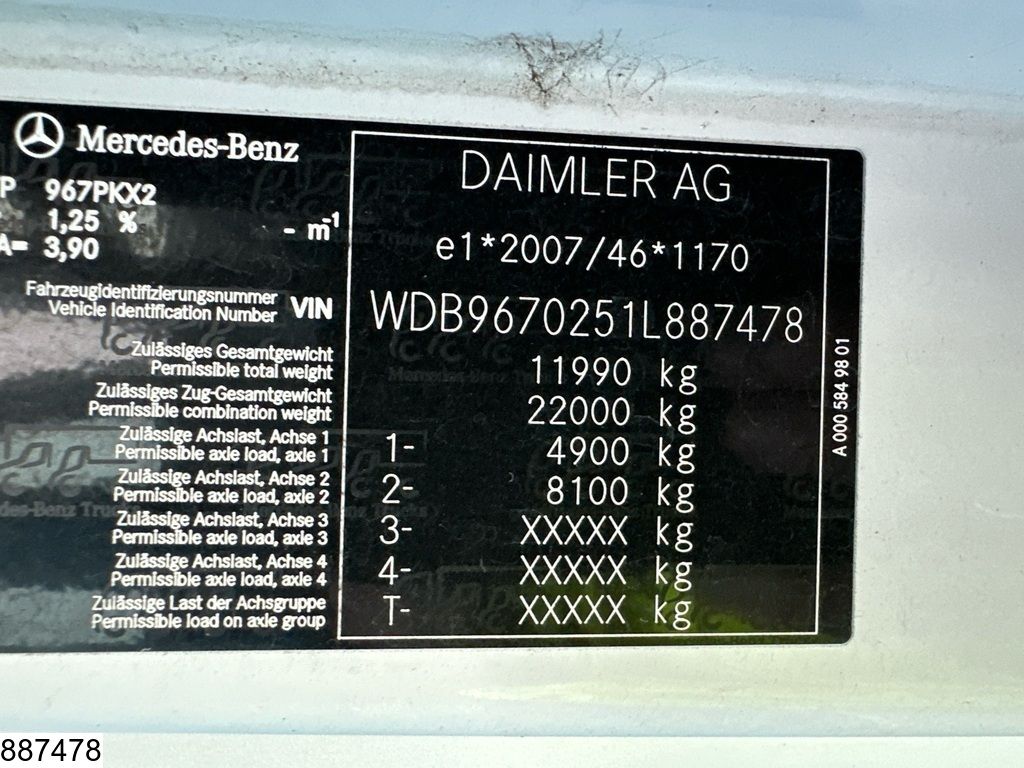 Mercedes-Benz
P 967PKX2
1,25 % - m-1
A= 3,90
DAIMLER AG
e1*2007/46*1170
Fahrzeugidentifizierungsnummer
Vehicle Identification Number VIN WDB9670251L887478
Zulässiges Gesamtgewicht
Permissible total weight 11990 kg
Zulässiges Zug-Gesamtgewicht
Permissible combination weight 22000 kg
Zulässige Achslast, Achse 1
Permissible axle load, axle 1 1- 4900 kg
Zulässige Achslast, Achse 2
Permissible axle load, axle 2 2- 8100 kg
Zulässige Achslast, Achse 3
Permissible axle load, axle 3 3- XXXXX kg
Zulässige Achslast, Achse 4
Permissible axle load, axle 4 4- XXXXX kg
Zulässige Last der Achsgruppe
Permissible load on axle group T- XXXXX kg
A 000 584 98 01
887478